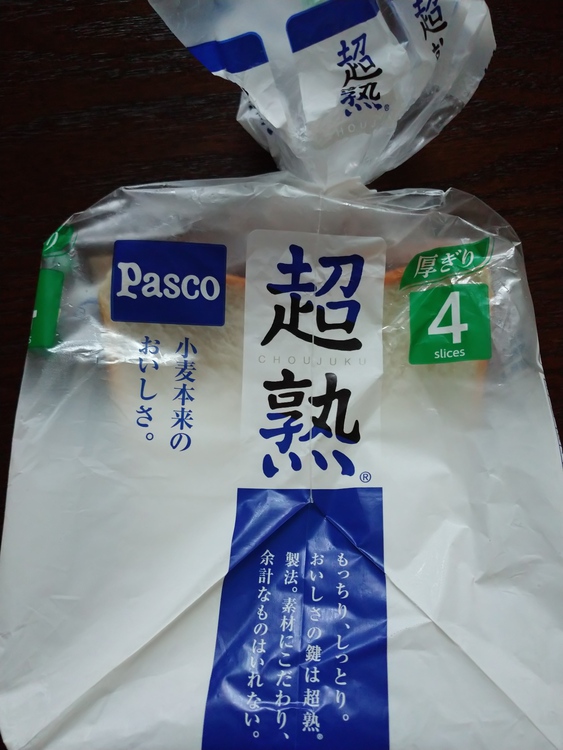 超熟®
超熟
Pasco
小麦本来の
おいしさ。
超熟®
CHOUJUKU
厚ぎり
4
slices
もっちり、しっとり。
おいしさの鍵は超熟®
製法。素材にこだわり、
余計なものはいれない。